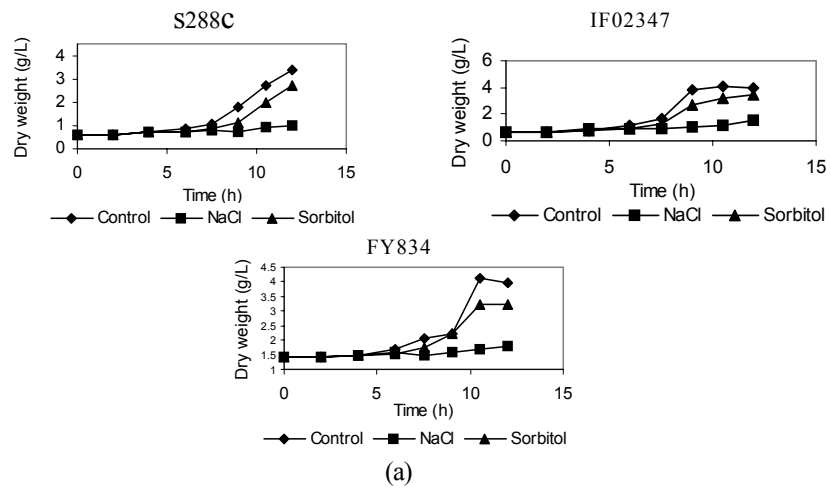 s288c
Dry weight (g/L)
4
3
2
1
0
0 5 10 15
Time (h)
Control NaCl Sorbitol
IF02347
Dry weight (g/L)
6
4
2
0
0 5 10 15
Time (h)
Control NaCl Sorbitol
FY834
Dry weight (g/L)
4.5
4
3.5
3
2.5
2
1.5
1
0 5 10 15
Time (h)
Control NaCl Sorbitol
(a)